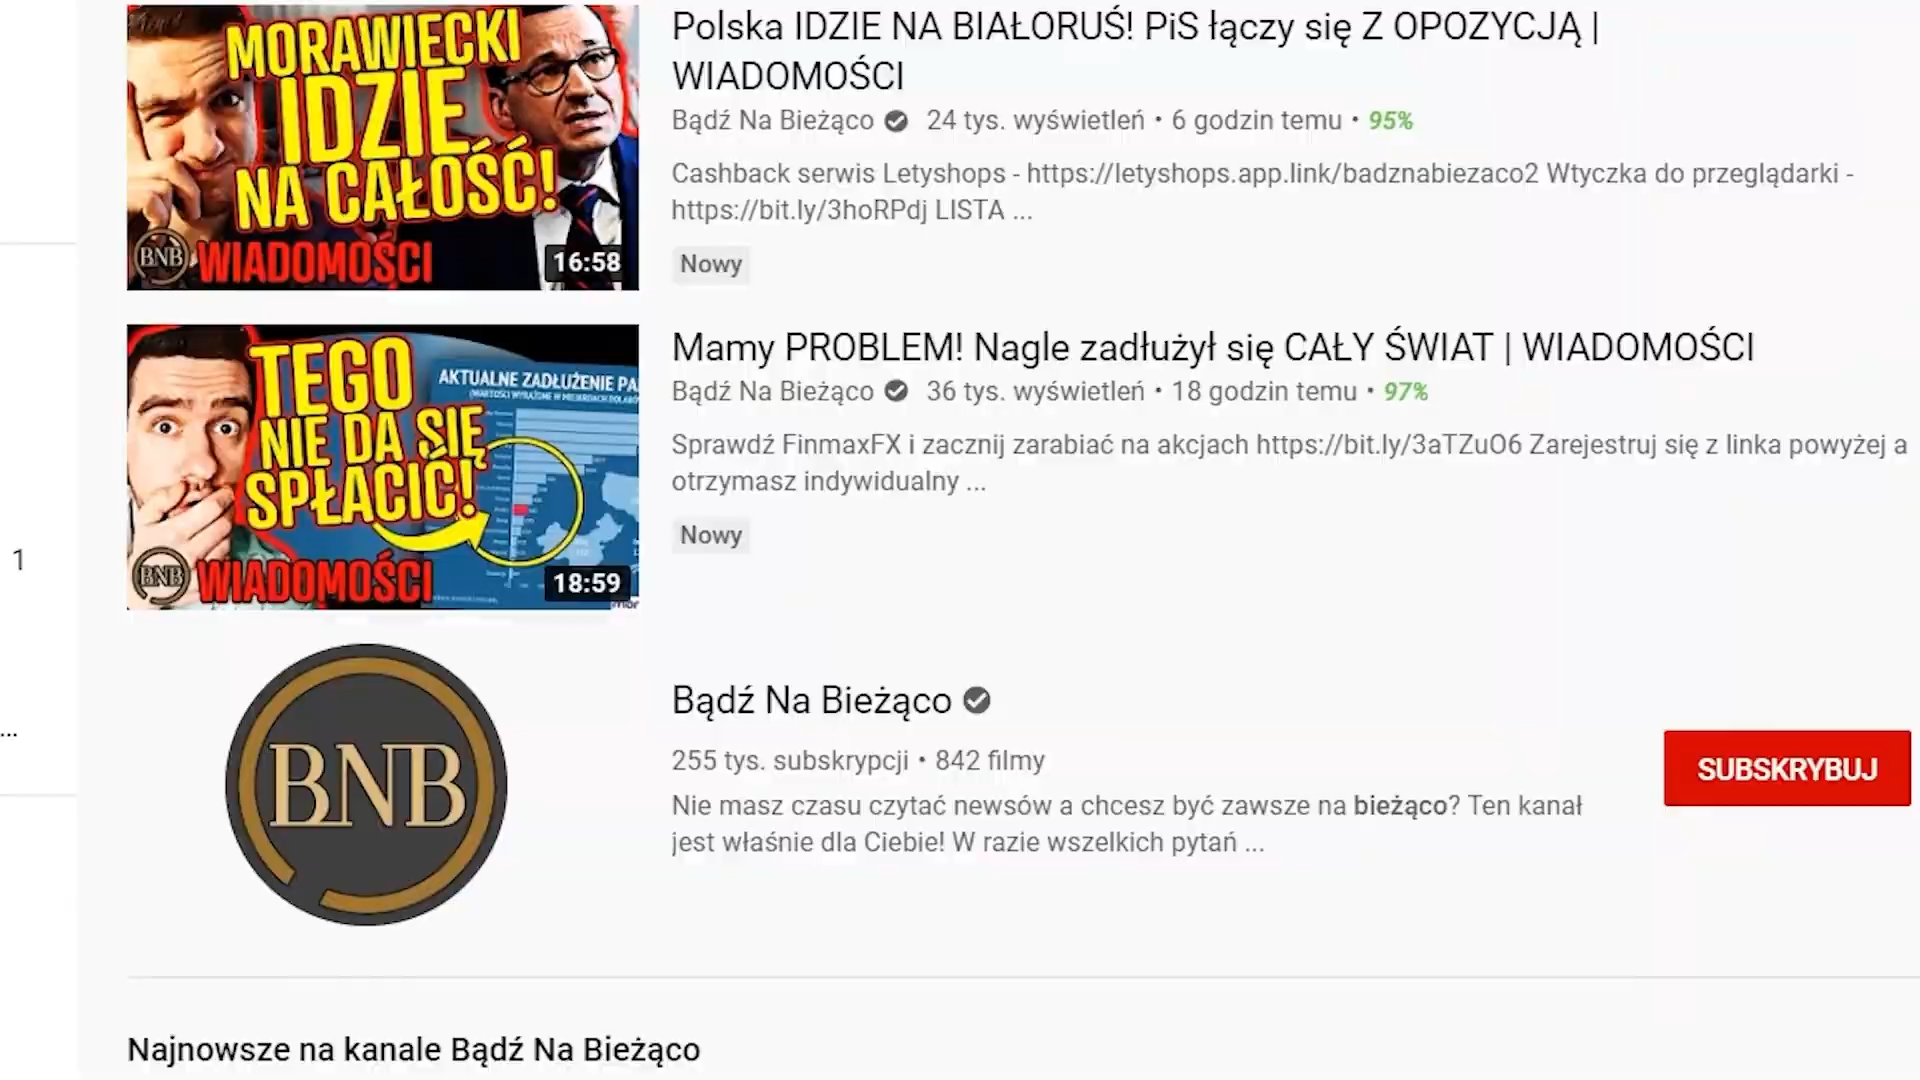 MORAWIECKI
IDZIE
NA CAŁOŚĆ!
BNB WIADOMOŚCI
16:58
Polska IDZIE NA BIAŁORUŚ! PiS łączy się Z OPOZYCJĄ |
WIADOMOŚCI
Bądź Na Bieżąco 24 tys. wyświetleń • 6 godzin temu • 95%
Cashback serwis Letyshops - https://letyshops.app.link/badznabiezaco2 Wtyczka do przeglądarki -
https://bit.ly/3hoRPdj LISTA ...
Nowy
TEGO
NIE DA SIĘ
SPŁACIĆ!
AKTUALNE ZADŁUŻENIE PA
BNB WIADOMOŚCI
18:59
Mamy PROBLEM! Nagle zadłużył się CAŁY ŚWIAT | WIADOMOŚCI
Bądź Na Bieżąco 36 tys. wyświetleń • 18 godzin temu • 97%
Sprawdź FinmaxFX i zacznij zarabiać na akcjach https://bit.ly/3aTZuO6 Zarejestruj się z linka powyżej a
otrzymasz indywidualny ...
Nowy
1
...
BNB
Bądź Na Bieżąco
255 tys. subskrypcji • 842 filmy
Nie masz czasu czytać newsów a chcesz być zawsze na bieżąco? Ten kanał
jest właśnie dla Ciebie! W razie wszelkich pytań ...
SUBSKRYBUJ
Najnowsze na kanale Bądź Na Bieżąco